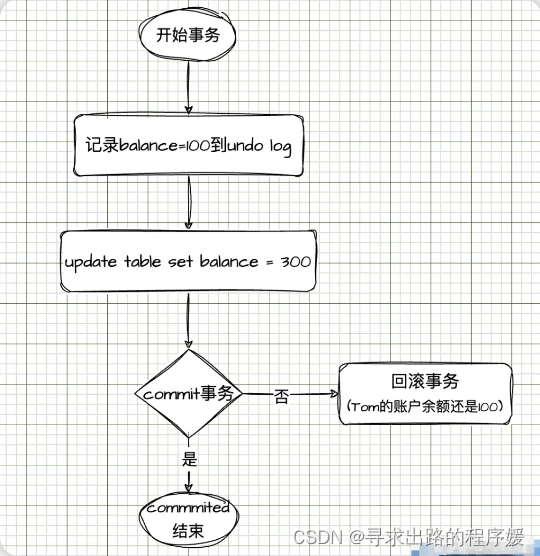 开始事务
记录balance=100到undo log
update table set balance = 300
commit事务
否
回滚事务
(Tom的账户余额还是100)
是
commmited
结束
CSDN @寻求出路的程序媛